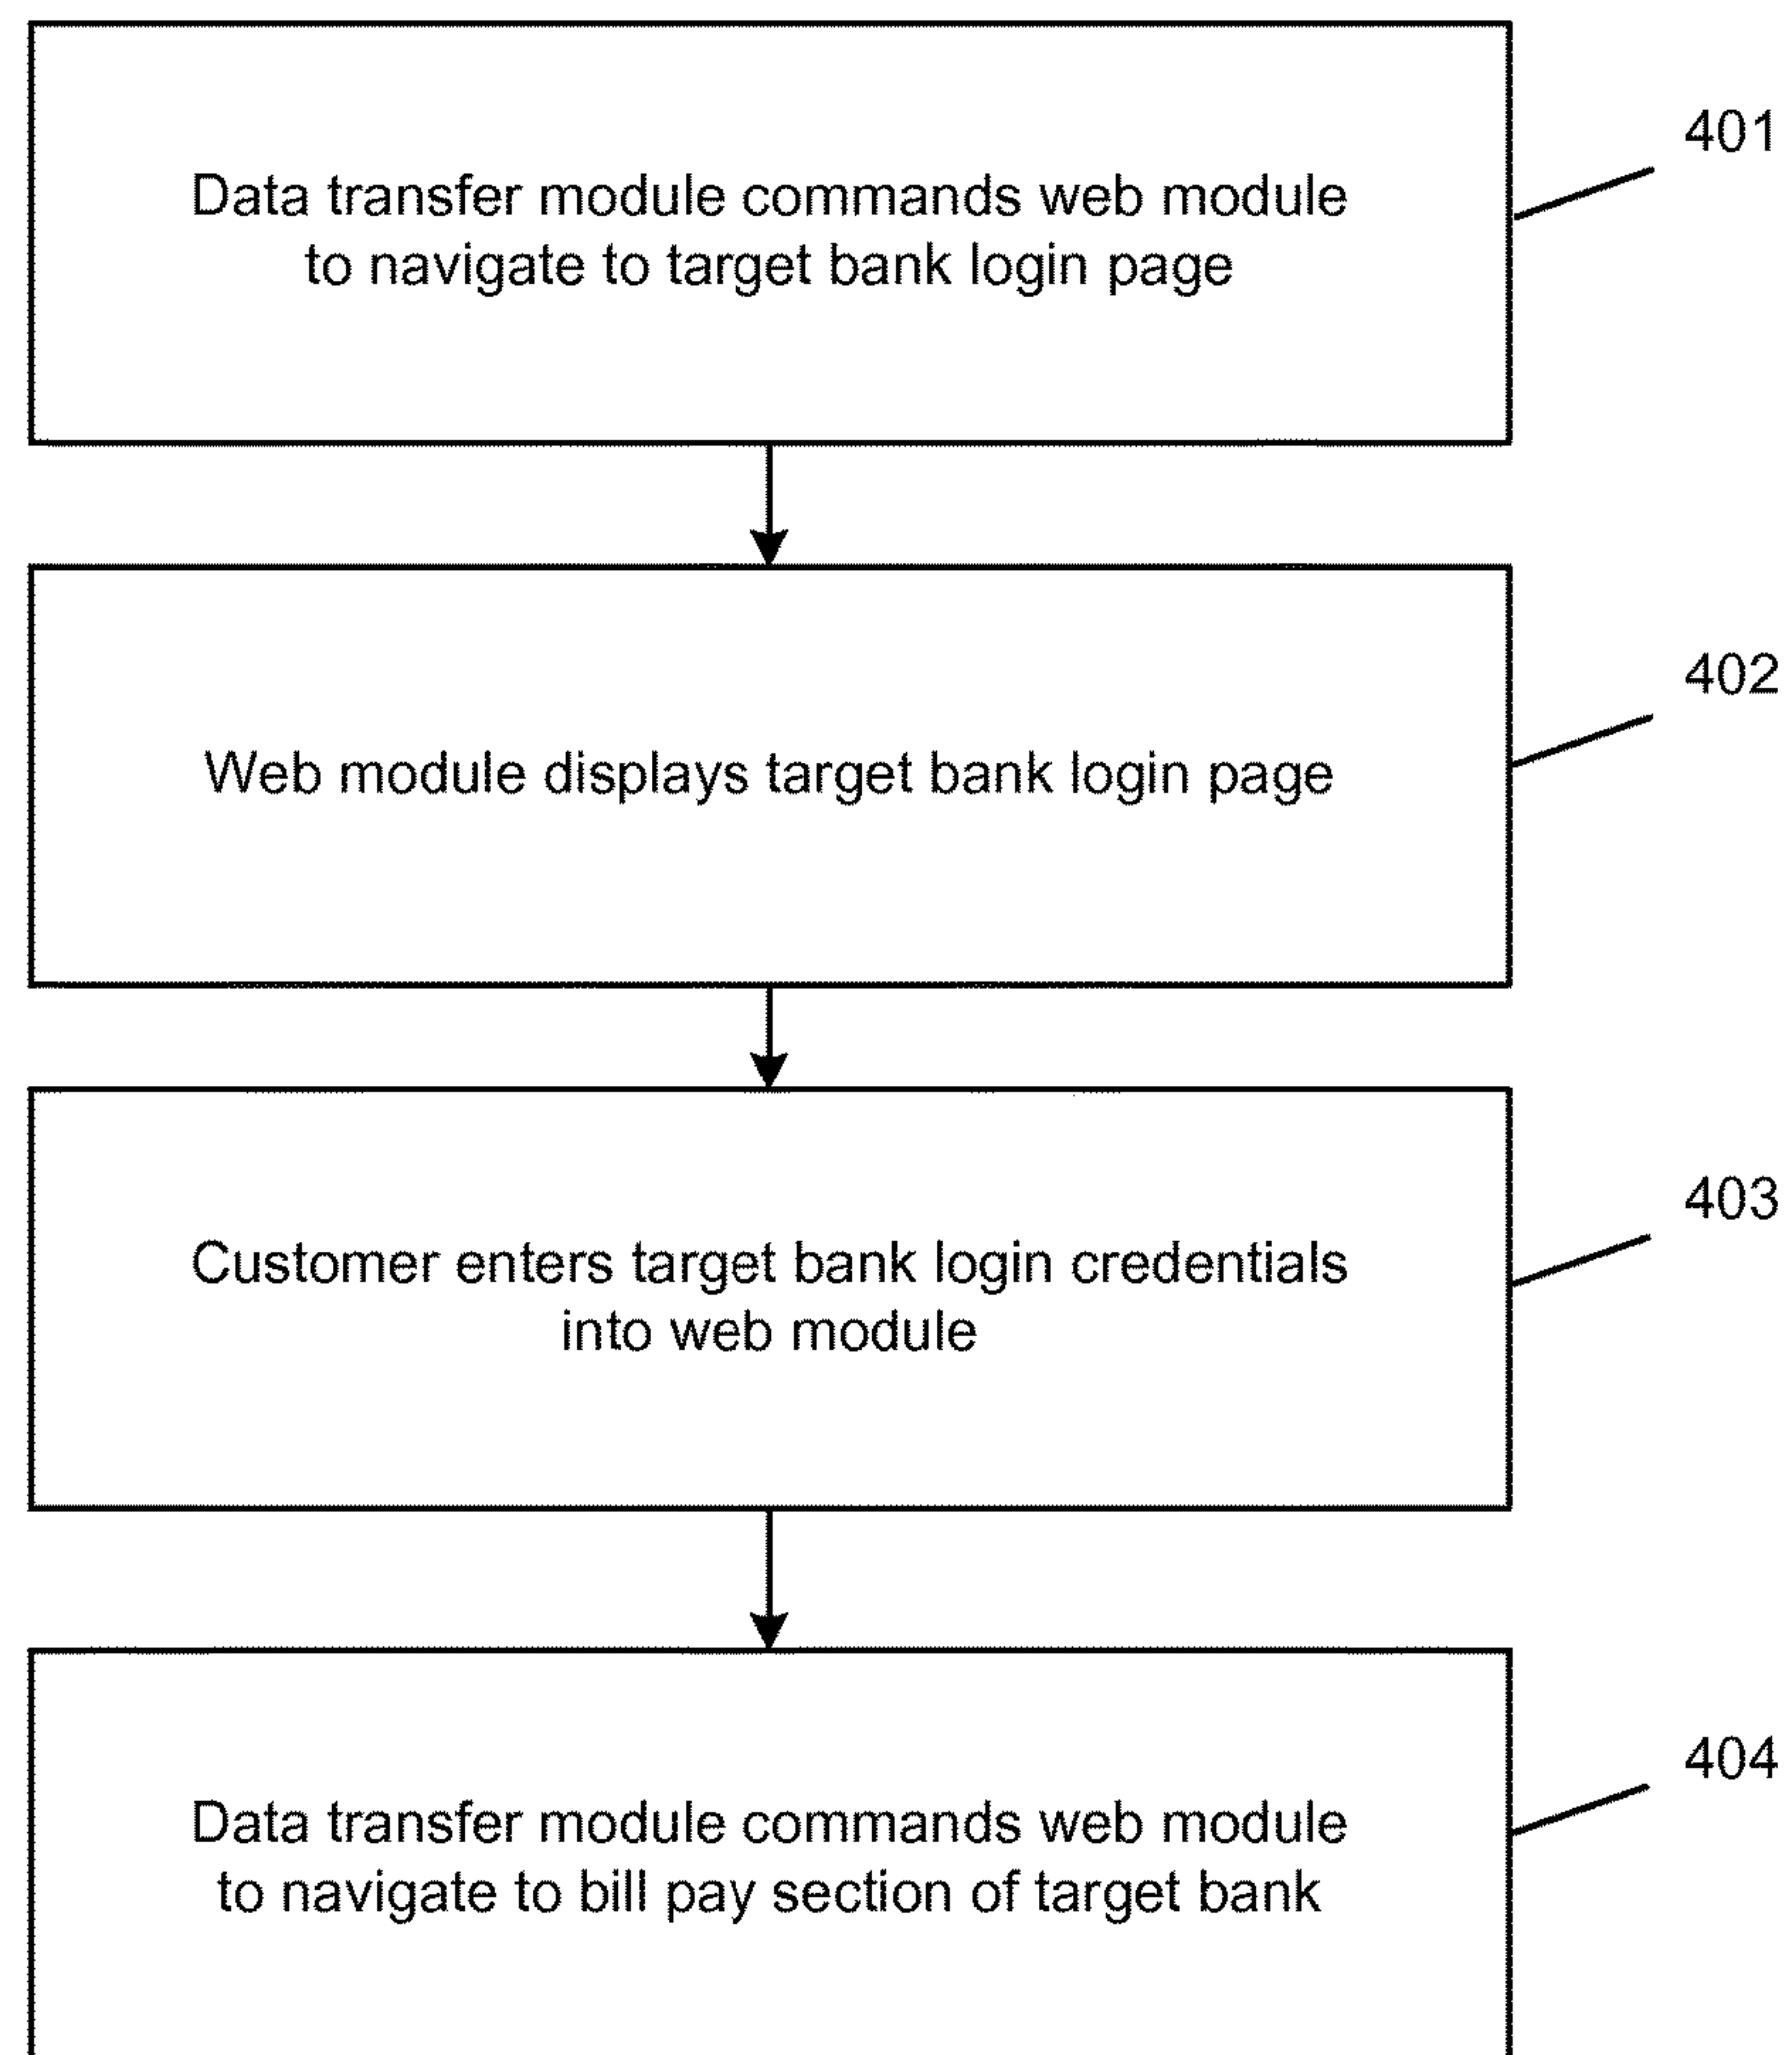 Data transfer module commands web module
to navigate to target bank login page
401
Web module displays target bank login page
402
Customer enters target bank login credentials
into web module
403
Data transfer module commands web module
to navigate to bill pay section of target bank
404